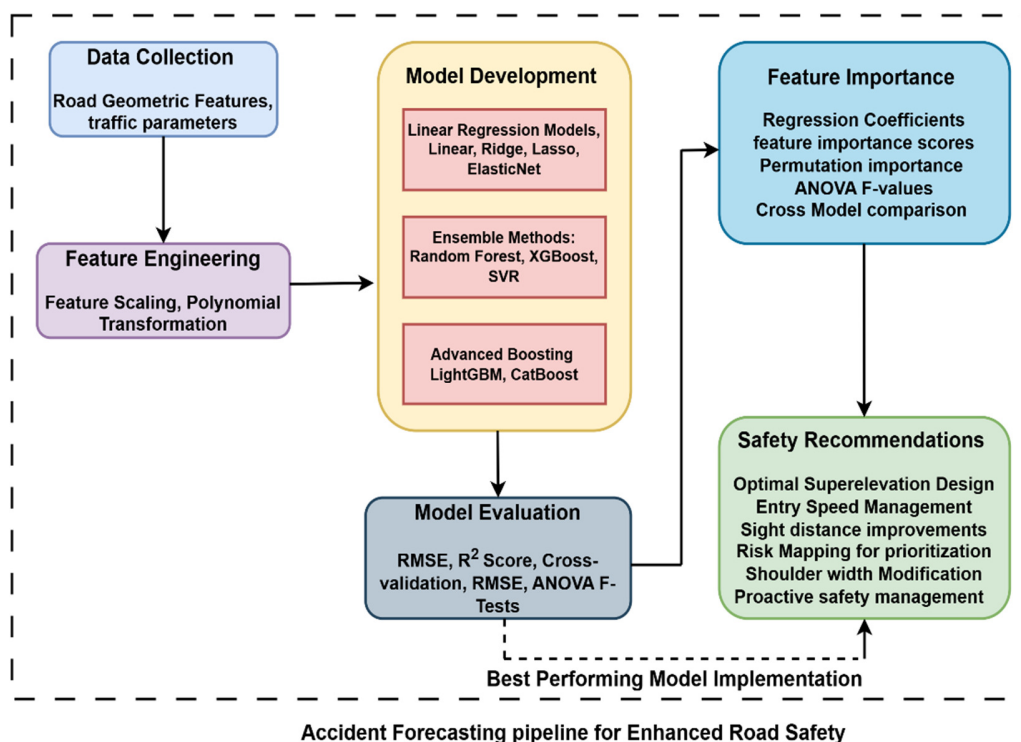 Data Collection
Road Geometric Features,
traffic parameters
Feature Engineering
Feature Scaling, Polynomial
Transformation
Model Development
Linear Regression Models,
Linear, Ridge, Lasso,
ElasticNet
Ensemble Methods:
Random Forest, XGBoost,
SVR
Advanced Boosting
LightGBM, CatBoost
Model Evaluation
RMSE, R² Score, Cross-
validation, RMSE, ANOVA F-
Tests
Feature Importance
Regression Coefficients
feature importance scores
Permutation importance
ANOVA F-values
Cross Model comparison
Safety Recommendations
Optimal Superelevation Design
Entry Speed Management
Sight distance improvements
Risk Mapping for prioritization
Shoulder width Modification
Proactive safety management
Best Performing Model Implementation
Accident Forecasting pipeline for Enhanced Road Safety